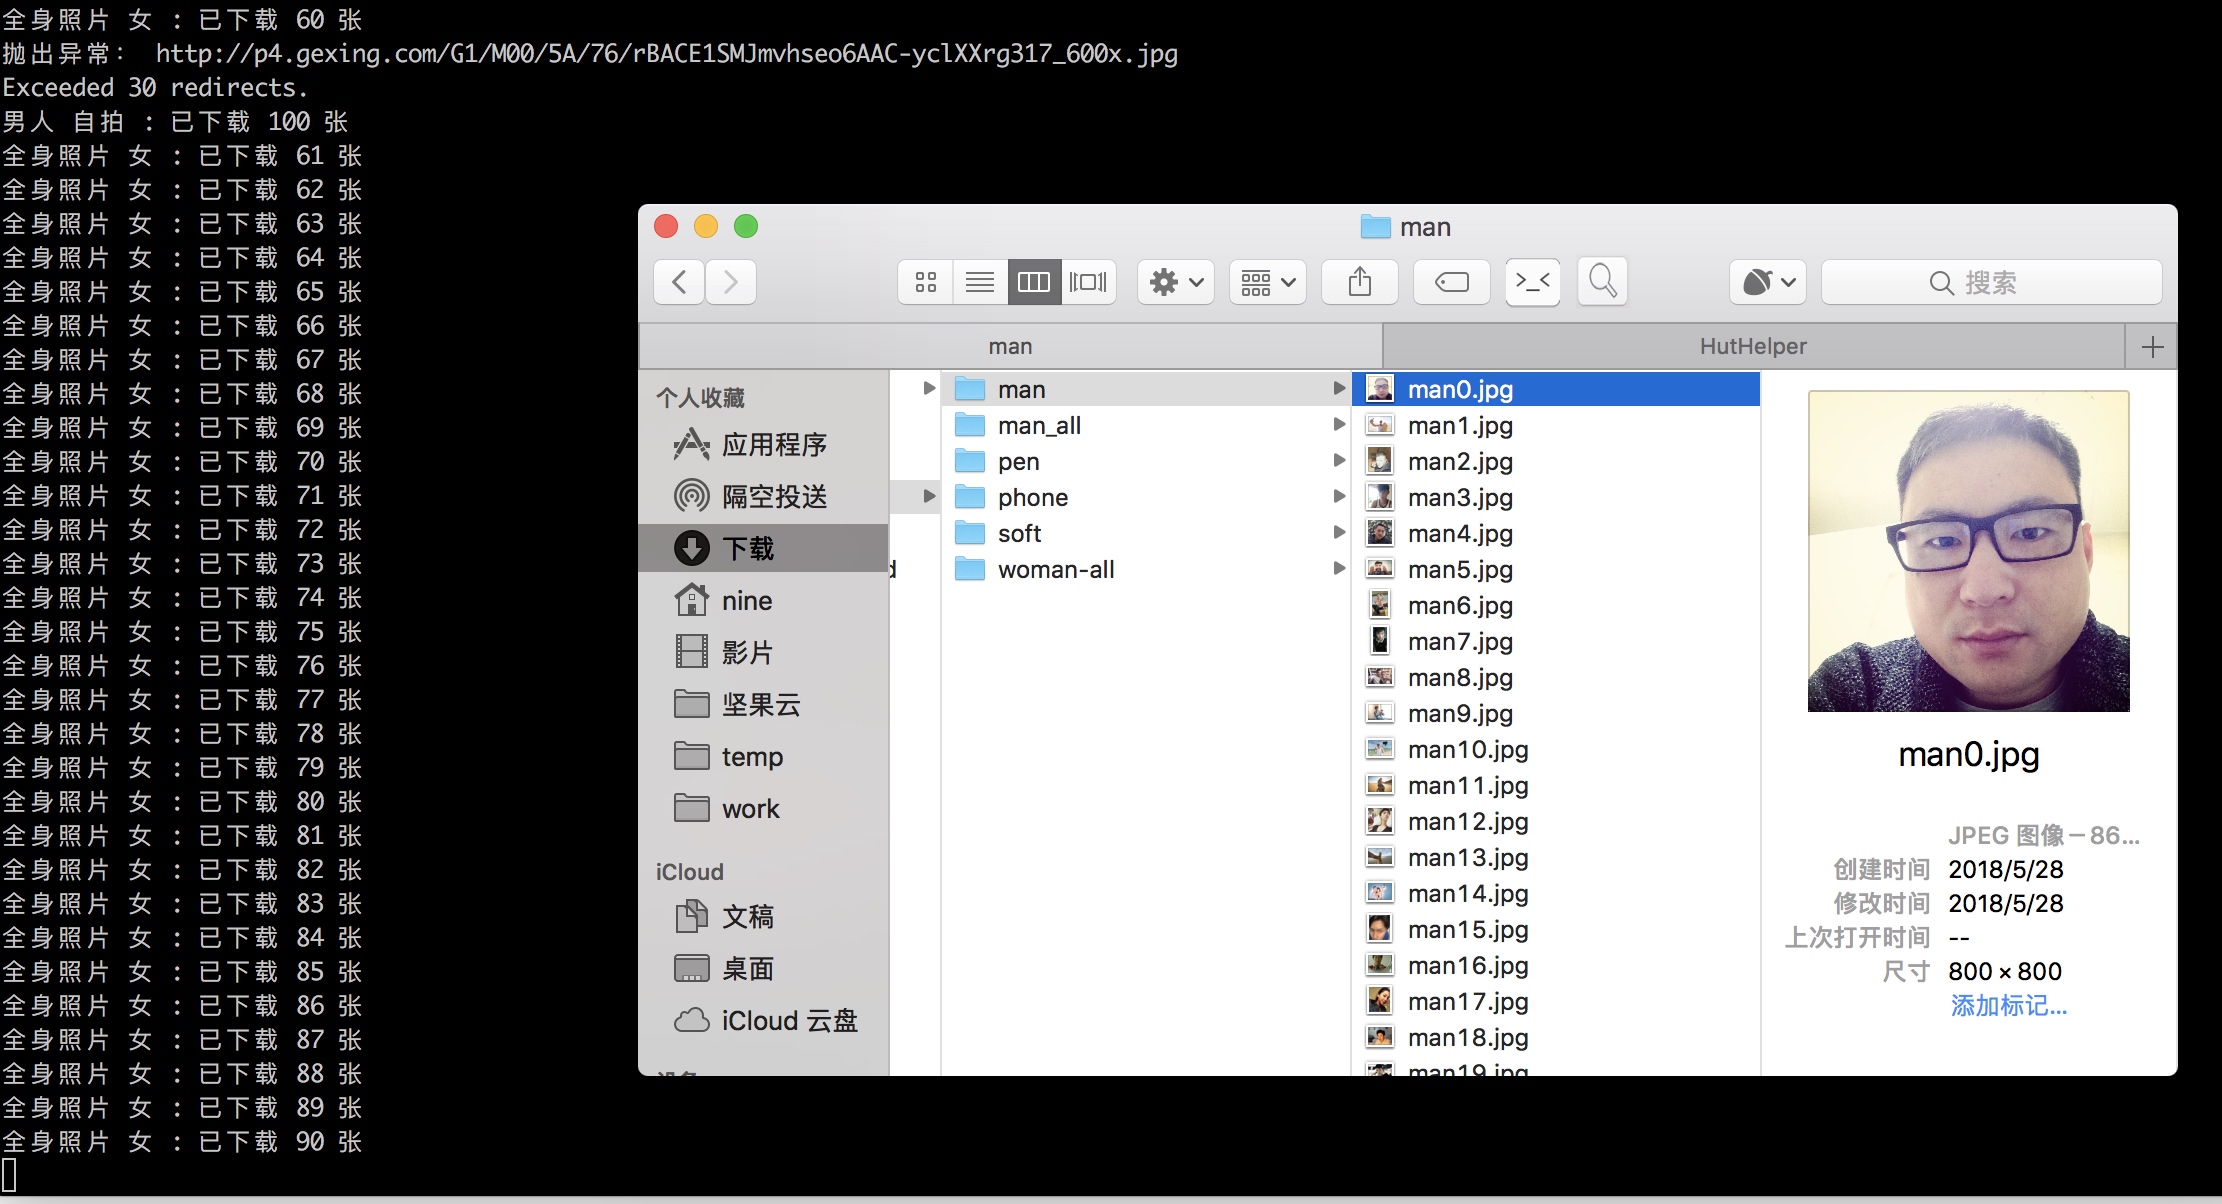 全身照片 女 : 已下载 60 张
抛出异常: http://p4.gexing.com/G1/M00/5A/76/rBACE1SMJmvhseo6AAC-yclXXrg317_600x.jpg
Exceeded 30 redirects.
男人 自拍 : 已下载 100 张
全身照片 女 : 已下载 61 张
全身照片 女 : 已下载 62 张
全身照片 女 : 已下载 63 张
全身照片 女 : 已下载 64 张
全身照片 女 : 已下载 65 张
全身照片 女 : 已下载 66 张
全身照片 女 : 已下载 67 张
全身照片 女 : 已下载 68 张
全身照片 女 : 已下载 69 张
全身照片 女 : 已下载 70 张
全身照片 女 : 已下载 71 张
全身照片 女 : 已下载 72 张
全身照片 女 : 已下载 73 张
全身照片 女 : 已下载 74 张
全身照片 女 : 已下载 75 张
全身照片 女 : 已下载 76 张
全身照片 女 : 已下载 77 张
全身照片 女 : 已下载 78 张
全身照片 女 : 已下载 79 张
全身照片 女 : 已下载 80 张
全身照片 女 : 已下载 81 张
全身照片 女 : 已下载 82 张
全身照片 女 : 已下载 83 张
全身照片 女 : 已下载 84 张
全身照片 女 : 已下载 85 张
全身照片 女 : 已下载 86 张
全身照片 女 : 已下载 87 张
全身照片 女 : 已下载 88 张
全身照片 女 : 已下载 89 张
全身照片 女 : 已下载 90 张
man
>_<
搜索
man
HutHelper
个人收藏
应用程序
隔空投送
下载
nine
影片
坚果云
temp
work
iCloud
文稿
桌面
iCloud 云盘
man
man_all
pen
phone
soft
woman-all
man0.jpg
man1.jpg
man2.jpg
man3.jpg
man4.jpg
man5.jpg
man6.jpg
man7.jpg
man8.jpg
man9.jpg
man10.jpg
man11.jpg
man12.jpg
man13.jpg
man14.jpg
man15.jpg
man16.jpg
man17.jpg
man18.jpg
man19.jpg
man0.jpg
JPEG 图像 – 86...
创建时间 2018/5/28
修改时间 2018/5/28
上次打开时间 --
尺寸 800 × 800
添加标记...